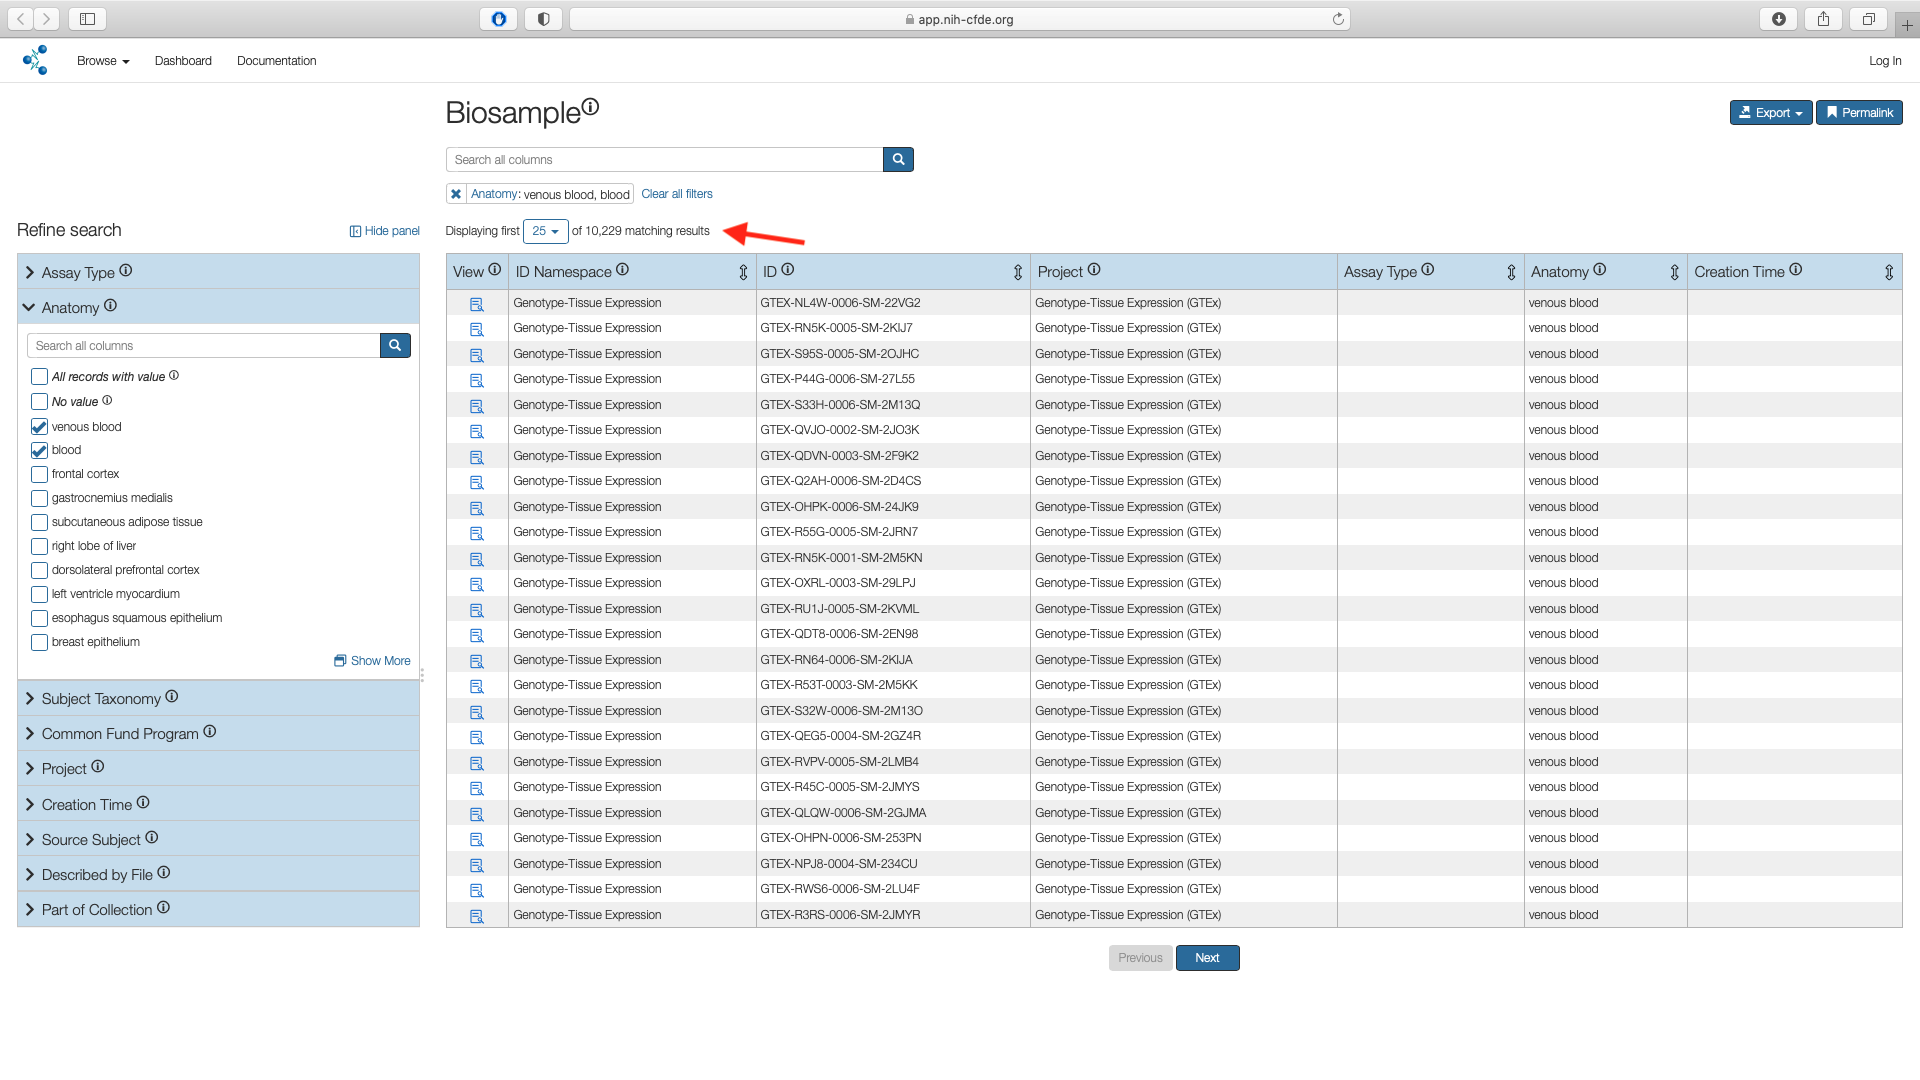 app.nih-cfde.org
Browse Dashboard Documentation Log In
Biosample
Export Permalink
Search all columns
Anatomy: venous blood, blood Clear all filters
Refine search Hide panel
Displaying first 25 of 10,229 matching results
Assay Type
Anatomy
Search all columns
All records with value
No value
venous blood
blood
frontal cortex
gastrocnemius medialis
subcutaneous adipose tissue
right lobe of liver
dorsolateral prefrontal cortex
left ventricle myocardium
esophagus squamous epithelium
breast epithelium
Show More
Subject Taxonomy
Common Fund Program
Project
Creation Time
Source Subject
Described by File
Part of Collection
View ID Namespace ID Project Assay Type Anatomy Creation Time
Genotype-Tissue Expression GTEX-NL4W-0006-SM-22VG2 Genotype-Tissue Expression (GTEx) venous blood
Genotype-Tissue Expression GTEX-RN5K-0005-SM-2KIJ7 Genotype-Tissue Expression (GTEx) venous blood
Genotype-Tissue Expression GTEX-S95S-0005-SM-2OJHC Genotype-Tissue Expression (GTEx) venous blood
Genotype-Tissue Expression GTEX-P44G-0006-SM-27L55 Genotype-Tissue Expression (GTEx) venous blood
Genotype-Tissue Expression GTEX-S33H-0006-SM-2M13Q Genotype-Tissue Expression (GTEx) venous blood
Genotype-Tissue Expression GTEX-QVJO-0002-SM-2JO3K Genotype-Tissue Expression (GTEx) venous blood
Genotype-Tissue Expression GTEX-QDVN-0003-SM-2F9K2 Genotype-Tissue Expression (GTEx) venous blood
Genotype-Tissue Expression GTEX-Q2AH-0006-SM-2D4CS Genotype-Tissue Expression (GTEx) venous blood
Genotype-Tissue Expression GTEX-OHPK-0006-SM-24JK9 Genotype-Tissue Expression (GTEx) venous blood
Genotype-Tissue Expression GTEX-R55G-0005-SM-2JRN7 Genotype-Tissue Expression (GTEx) venous blood
Genotype-Tissue Expression GTEX-RN5K-0001-SM-2M5KN Genotype-Tissue Expression (GTEx) venous blood
Genotype-Tissue Expression GTEX-OXRL-0003-SM-29LPJ Genotype-Tissue Expression (GTEx) venous blood
Genotype-Tissue Expression GTEX-RU1J-0005-SM-2KVML Genotype-Tissue Expression (GTEx) venous blood
Genotype-Tissue Expression GTEX-QDT8-0006-SM-2EN98 Genotype-Tissue Expression (GTEx) venous blood
Genotype-Tissue Expression GTEX-RN64-0006-SM-2KIJA Genotype-Tissue Expression (GTEx) venous blood
Genotype-Tissue Expression GTEX-R53T-0003-SM-2M5KK Genotype-Tissue Expression (GTEx) venous blood
Genotype-Tissue Expression GTEX-S32W-0006-SM-2M13O Genotype-Tissue Expression (GTEx) venous blood
Genotype-Tissue Expression GTEX-QEG5-0004-SM-2GZ4R Genotype-Tissue Expression (GTEx) venous blood
Genotype-Tissue Expression GTEX-RVPV-0005-SM-2LMB4 Genotype-Tissue Expression (GTEx) venous blood
Genotype-Tissue Expression GTEX-R45C-0005-SM-2JMYS Genotype-Tissue Expression (GTEx) venous blood
Genotype-Tissue Expression GTEX-QLQW-0006-SM-2GJMA Genotype-Tissue Expression (GTEx) venous blood
Genotype-Tissue Expression GTEX-OHPN-0006-SM-253PN Genotype-Tissue Expression (GTEx) venous blood
Genotype-Tissue Expression GTEX-NPJ8-0004-SM-234CU Genotype-Tissue Expression (GTEx) venous blood
Genotype-Tissue Expression GTEX-RWS6-0006-SM-2LU4F Genotype-Tissue Expression (GTEx) venous blood
Genotype-Tissue Expression GTEX-R3RS-0006-SM-2JMYR Genotype-Tissue Expression (GTEx) venous blood
Previous Next